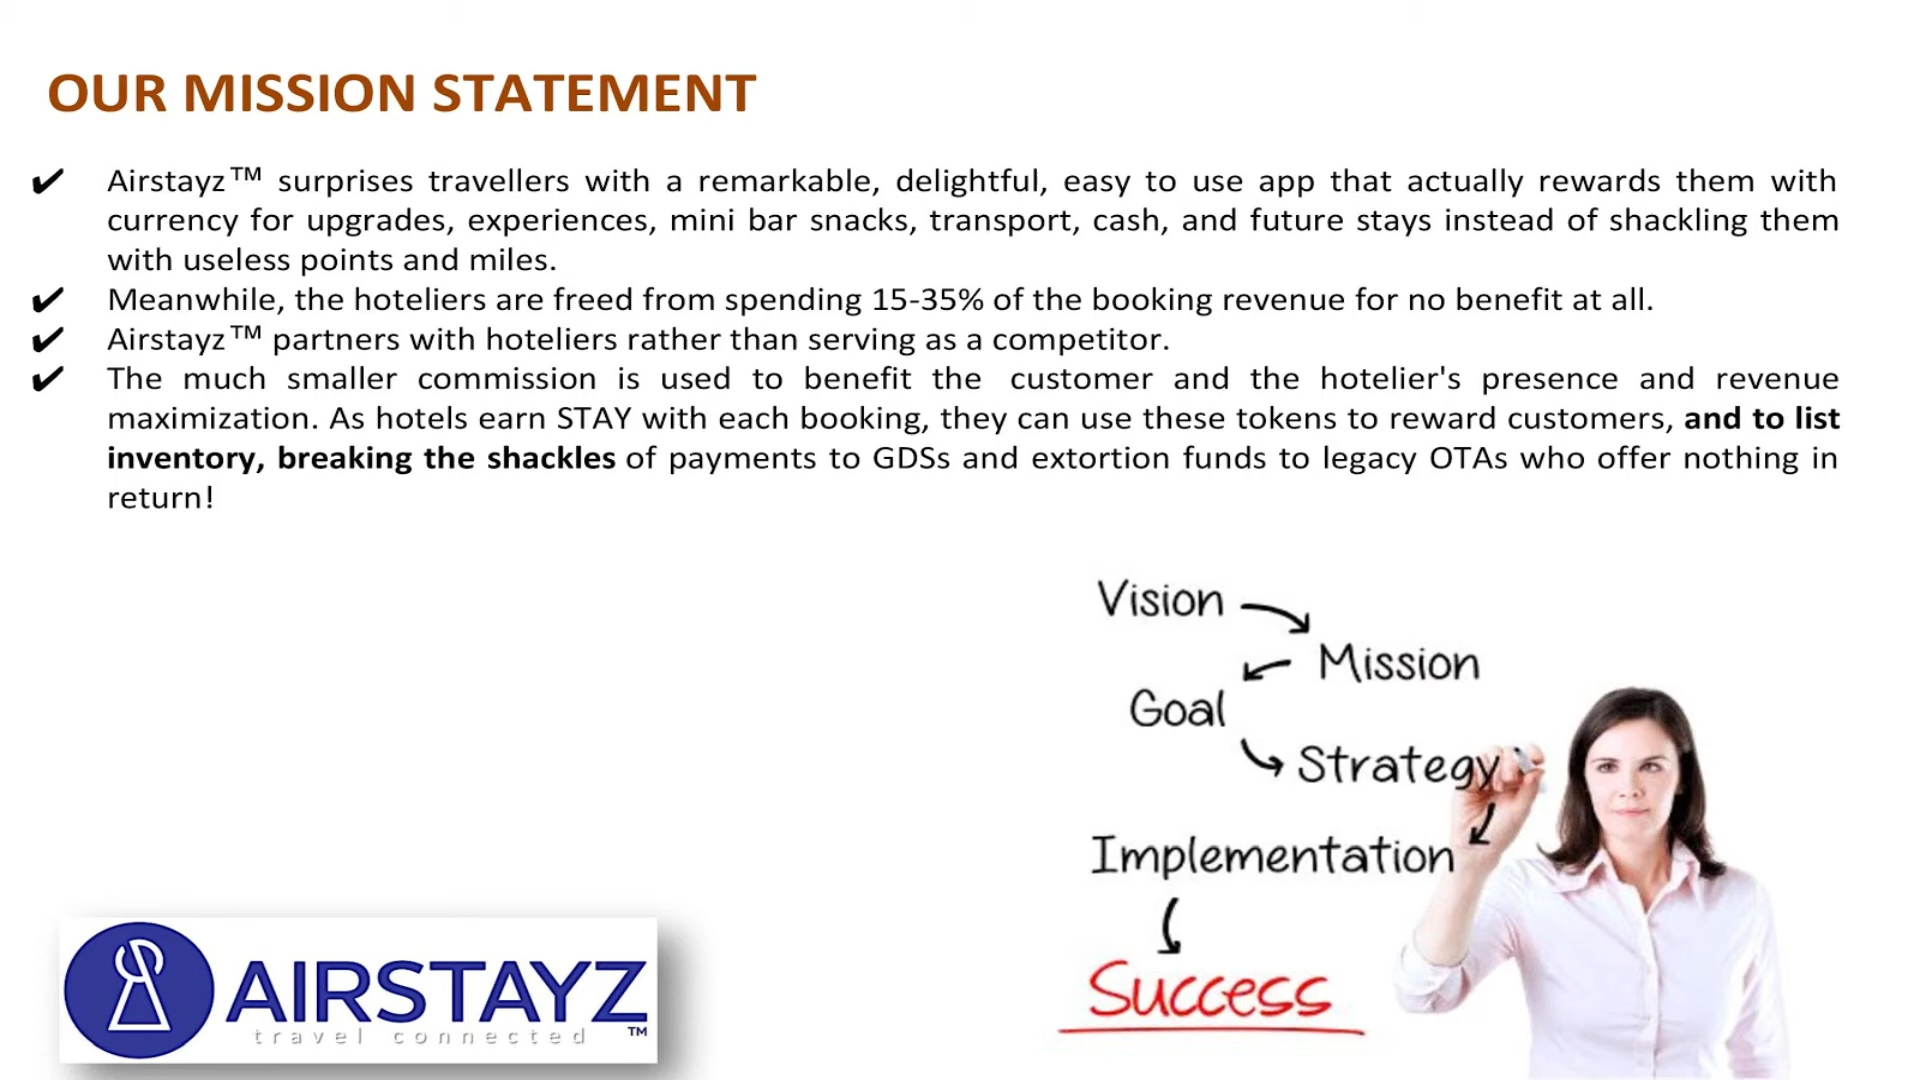 OUR MISSION STATEMENT
✔ Airstayz™ surprises travellers with a remarkable, delightful, easy to use app that actually rewards them with
currency for upgrades, experiences, mini bar snacks, transport, cash, and future stays instead of shackling them
with useless points and miles.
✔ Meanwhile, the hoteliers are freed from spending 15-35% of the booking revenue for no benefit at all.
✔ Airstayz™ partners with hoteliers rather than serving as a competitor.
✔ The much smaller commission is used to benefit the customer and the hotelier's presence and revenue
maximization. As hotels earn STAY with each booking, they can use these tokens to reward customers, and to list
inventory, breaking the shackles of payments to GDSs and extortion funds to legacy OTAs who offer nothing in
return!
Vision
Mission
Goal
Strategy
Implementation
Success
AIRSTAYZ™
travel connected